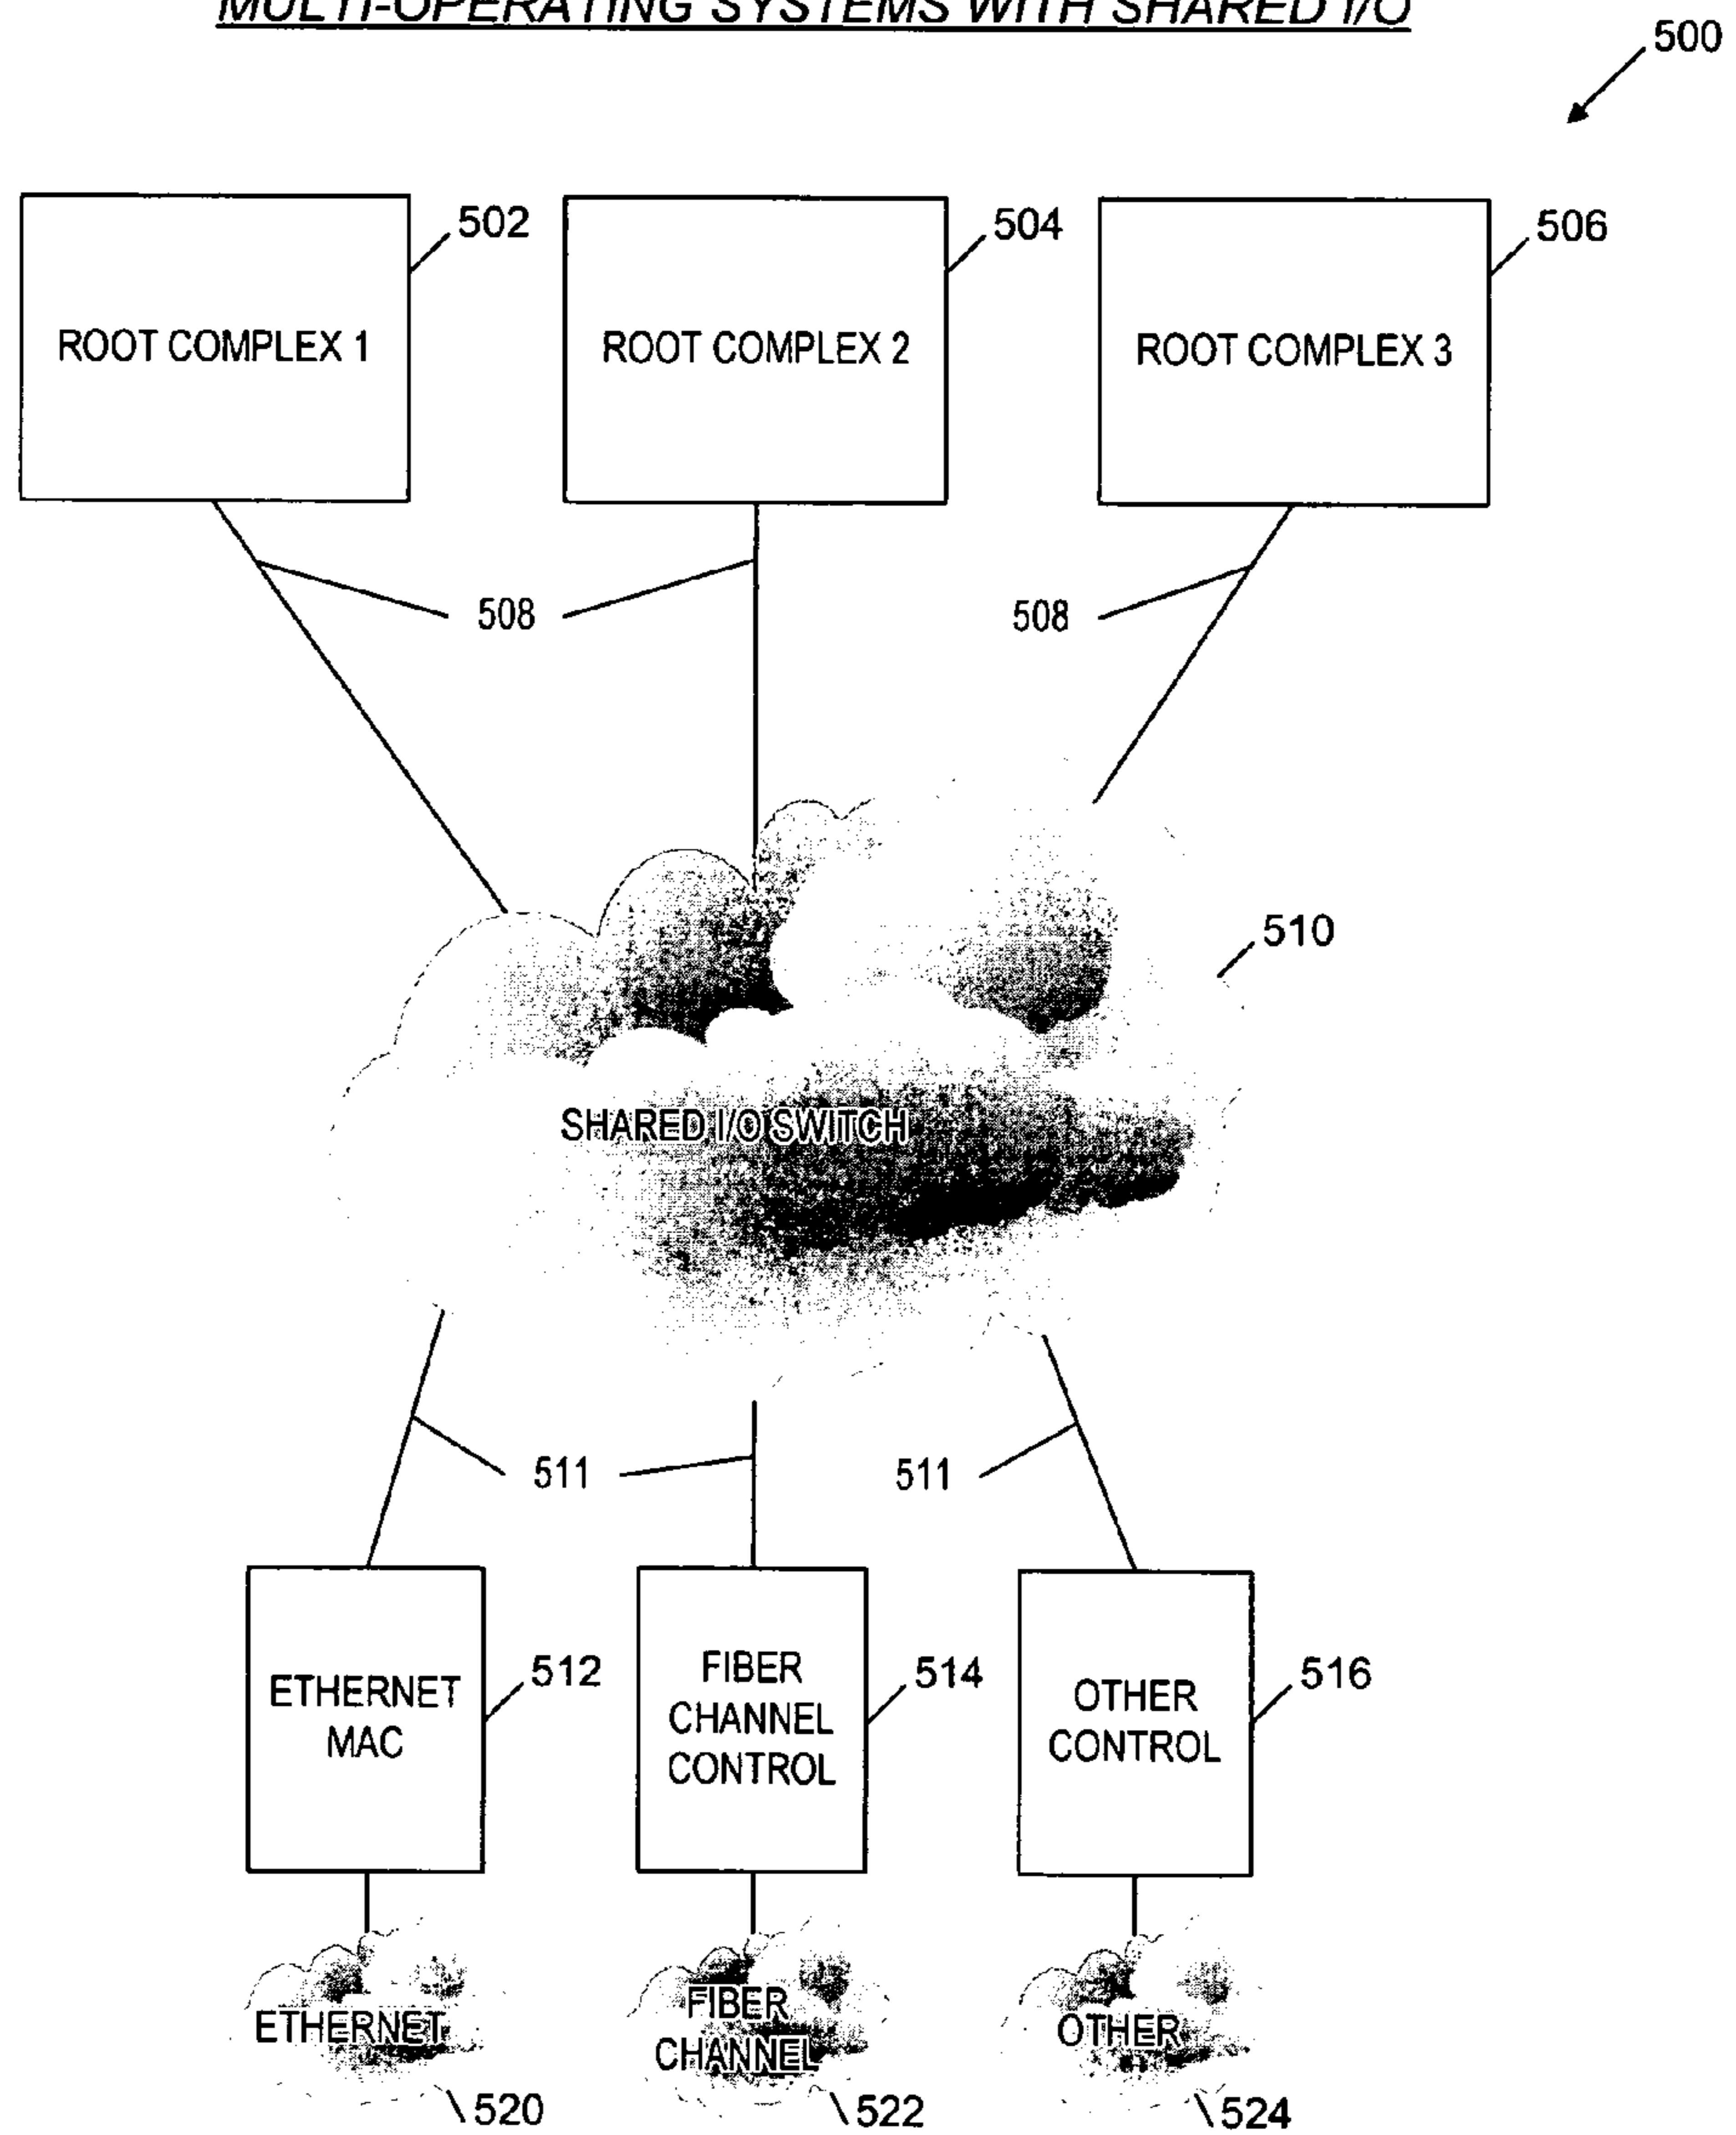 MULTI-OPERATING SYSTEMS WITH SHARED I/O
500
502
504
506
ROOT COMPLEX 1
ROOT COMPLEX 2
ROOT COMPLEX 3
508
508
510
SHARED I/O SWITCH
511
511
512
514
516
ETHERNET
MAC
FIBER
CHANNEL
CONTROL
OTHER
CONTROL
ETHERNET
FIBER
CHANNEL
OTHER
520
522
524